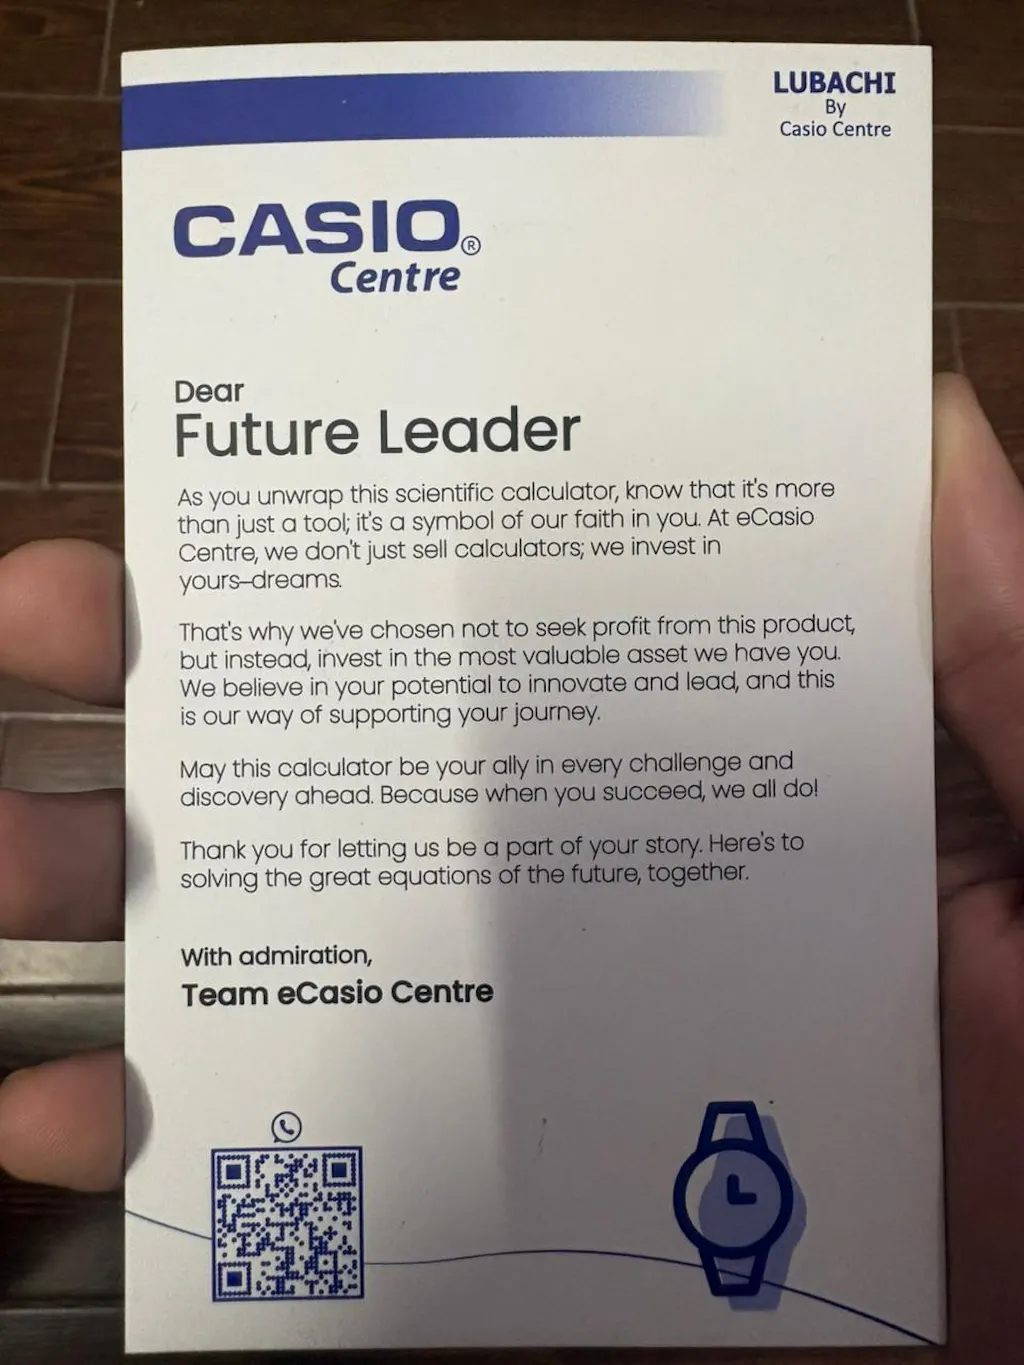 LUBACHI
By
Casio Centre
CASIO®
Centre
Dear
Future Leader
As you unwrap this scientific calculator, know that it's more
than just a tool; it's a symbol of our faith in you. At eCasio
Centre, we don't just sell calculators; we invest in
yours–dreams.
That's why we've chosen not to seek profit from this product,
but instead, invest in the most valuable asset we have you.
We believe in your potential to innovate and lead, and this
is our way of supporting your journey.
May this calculator be your ally in every challenge and
discovery ahead. Because when you succeed, we all do!
Thank you for letting us be a part of your story. Here's to
solving the great equations of the future, together.
With admiration,
Team eCasio Centre